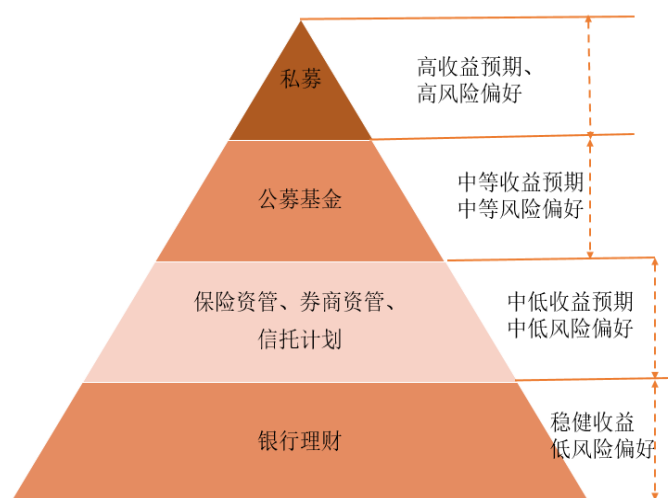 私募
高收益预期、
高风险偏好
公募基金
中等收益预期
中等风险偏好
保险资管、券商资管、
信托计划
中低收益预期
中低风险偏好
银行理财
稳健收益
低风险偏好